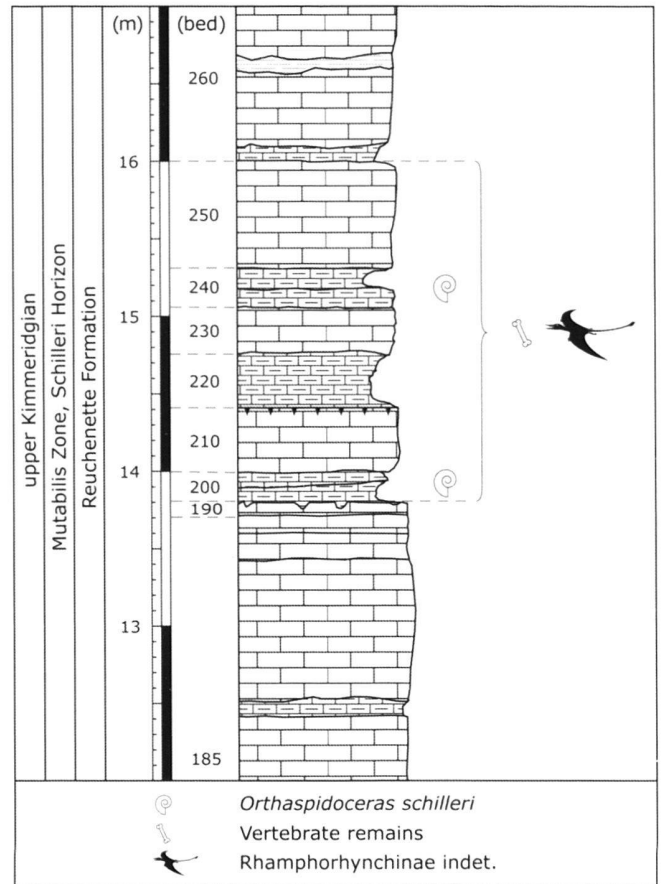 (m)
(bed)
260
16
250
240
15
230
220
210
14
200
190
13
185
upper Kimmeridgian
Mutabilis Zone, Schilleri Horizon
Reuchenette Formation
Orthaspidoceras schilleri
Vertebrate remains
Rhamphorhynchinae indet.